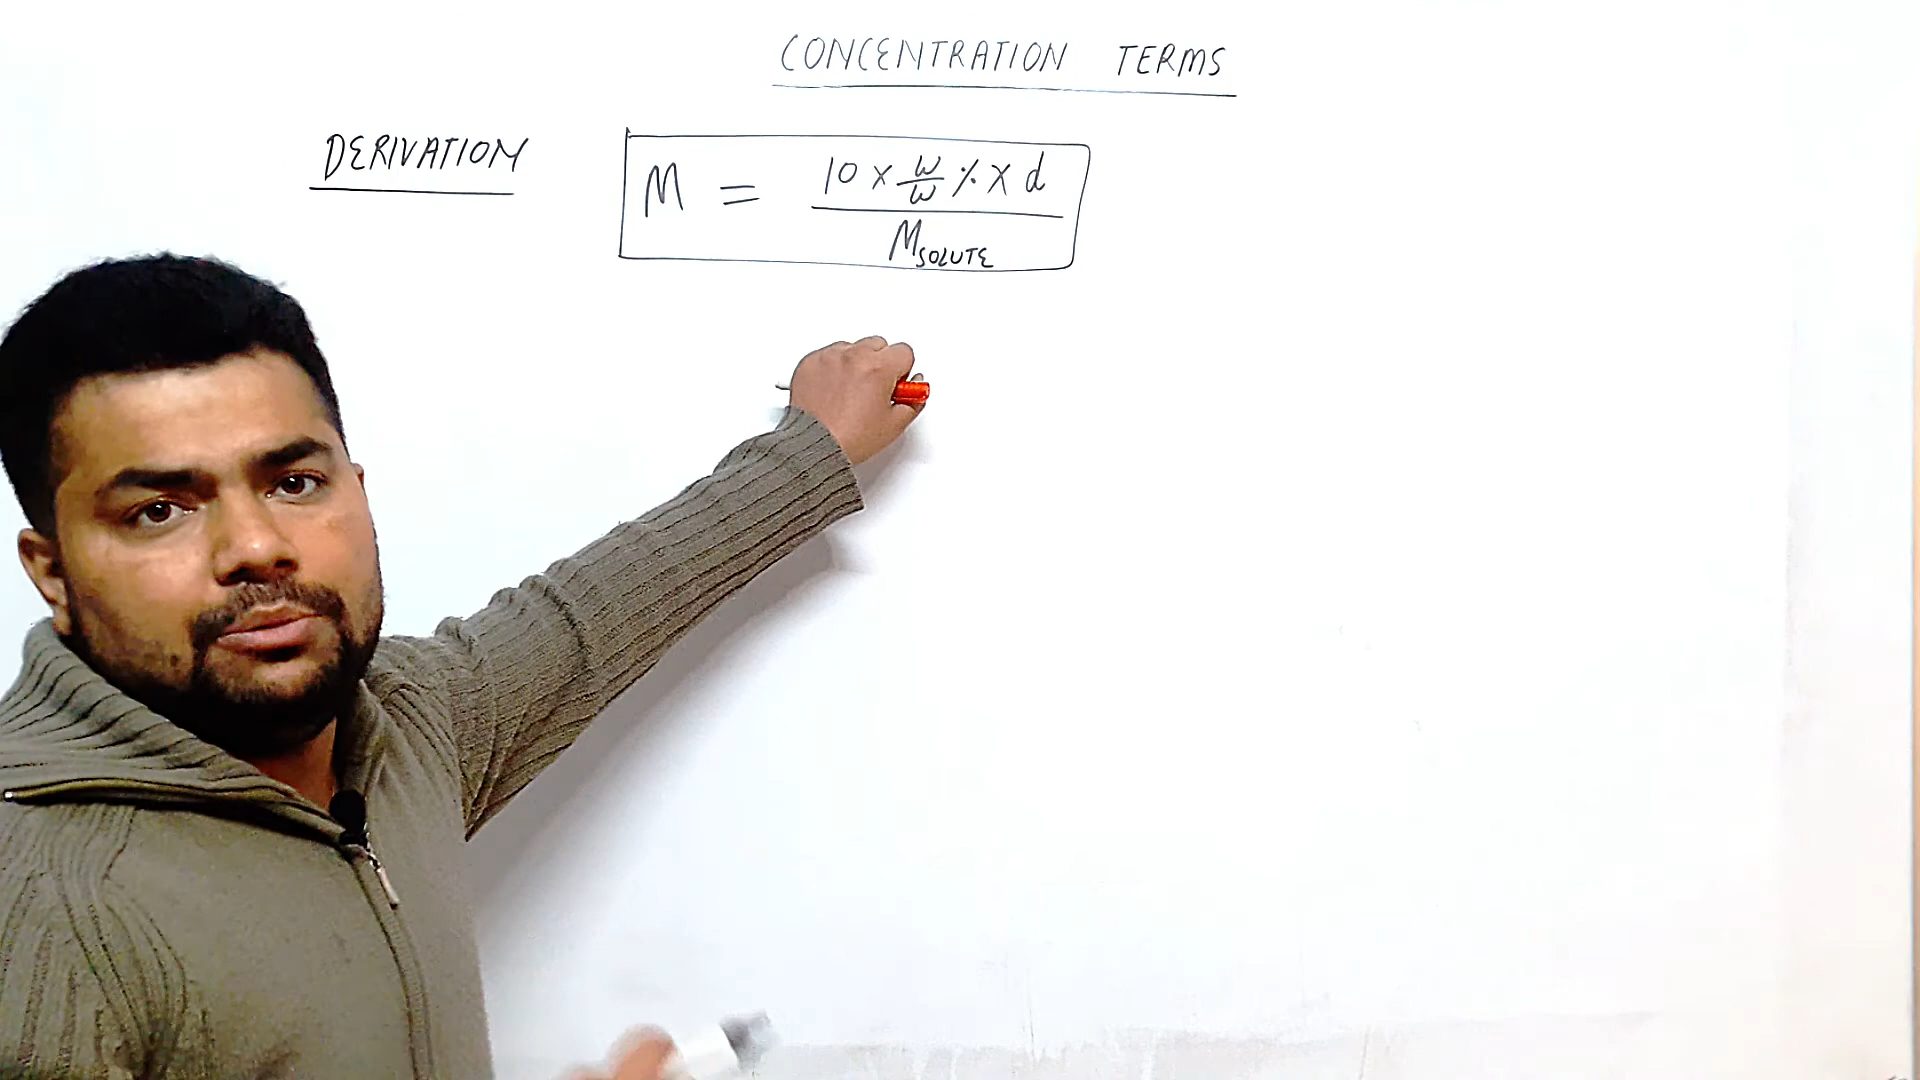 CONCENTRATION TERMS
DERIVATION
M = 10 x w/w % x d / M SOLUTE